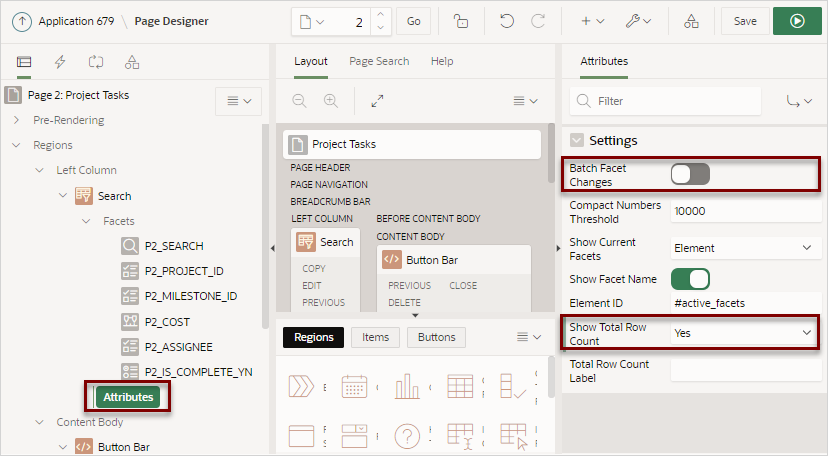 Application 679 \ Page Designer
2
Go
Save
Page 2: Project Tasks
Pre-Rendering
Regions
Left Column
Search
Facets
P2_SEARCH
P2_PROJECT_ID
P2_MILESTONE_ID
P2_COST
P2_ASSIGNEE
P2_IS_COMPLETE_YN
Attributes
Content Body
Button Bar
Layout Page Search Help
Project Tasks
PAGE HEADER
PAGE NAVIGATION
BREADCRUMB BAR
LEFT COLUMN BEFORE CONTENT BODY
CONTENT BODY
Search
Button Bar
COPY
EDIT
PREVIOUS
PREVIOUS CLOSE
DELETE
Regions Items Buttons
Attributes
Filter
Settings
Batch Facet
Changes
Compact Numbers
Threshold
10000
Show Current
Facets
Element
Show Facet Name
Element ID
#active_facets
Show Total Row
Count
Yes
Total Row Count
Label